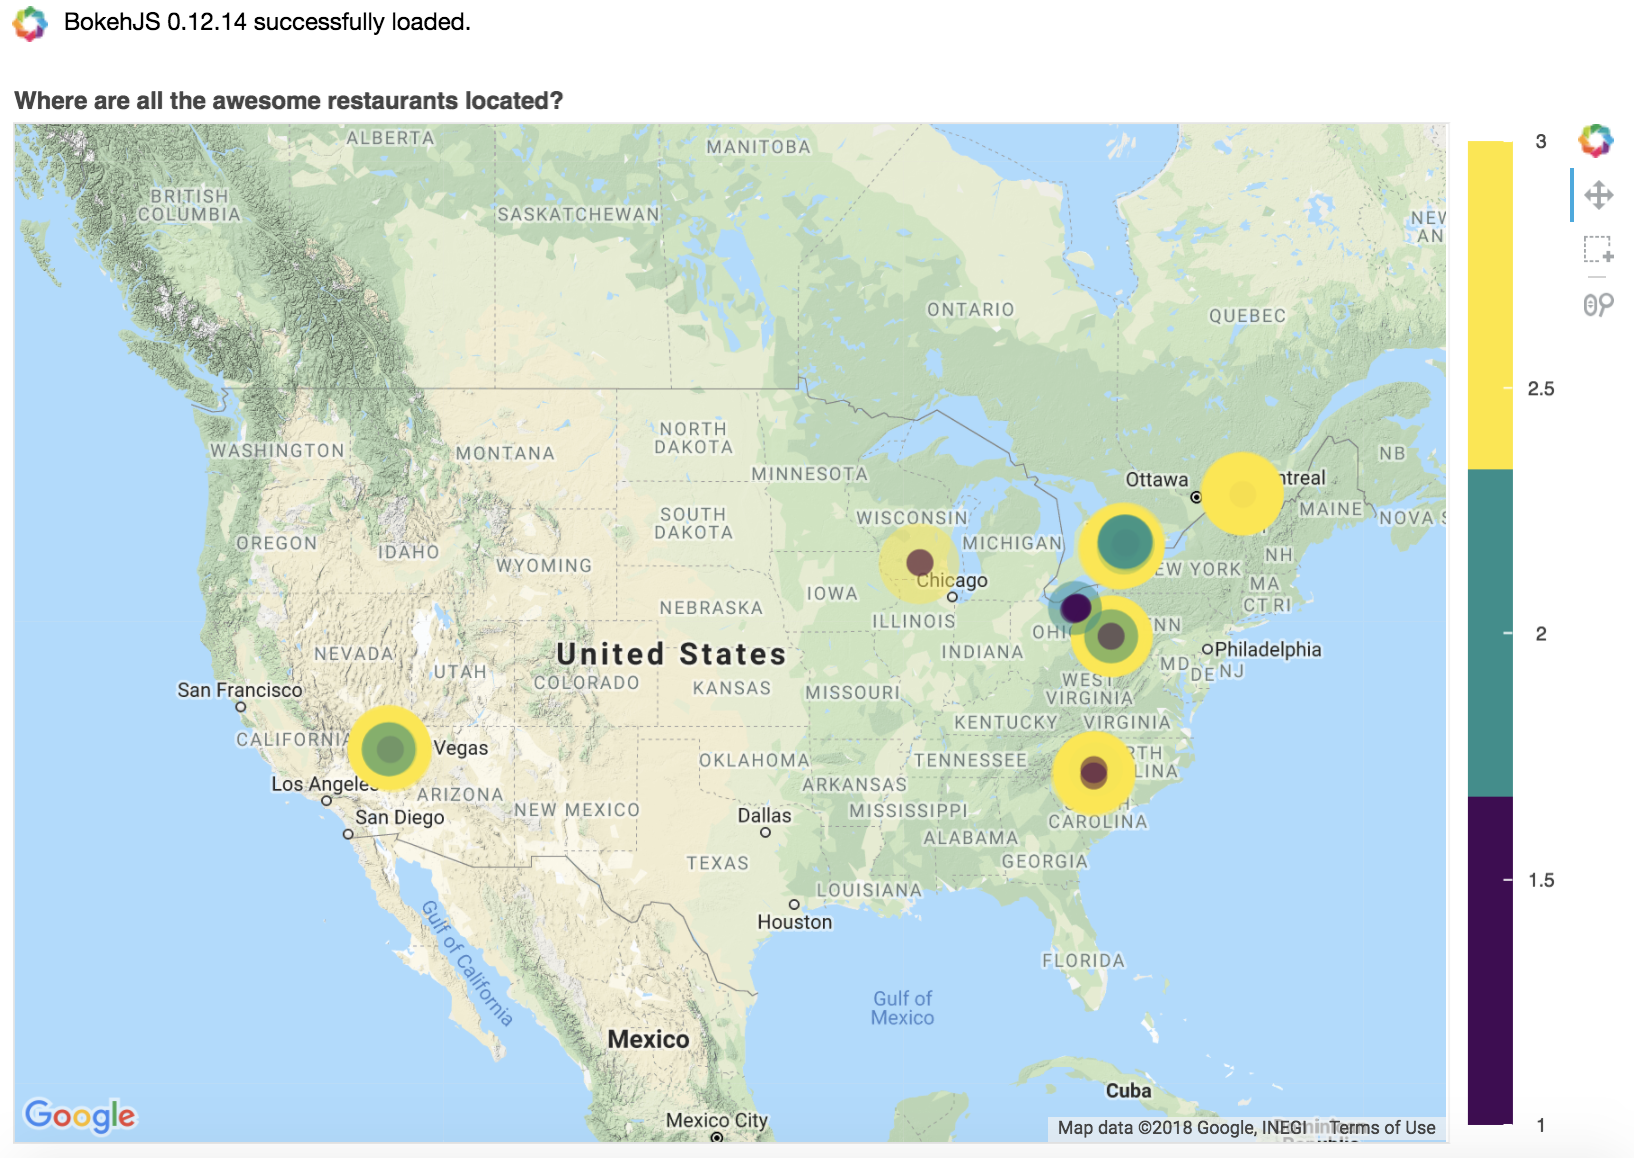 BokehJS 0.12.14 successfully loaded.
Where are all the awesome restaurants located?
ALBERTA
MANITOBA
BRITISH
COLUMBIA
SASKATCHEWAN
NEW
AN
ONTARIO
QUEBEC
WASHINGTON
MONTANA
NORTH
DAKOTA
MINNESOTA
NB
Ottawa
ntreal
MAINE
NOVA S
SOUTH
DAKOTA
WISCONSIN
MICHIGAN
OREGON
IDAHO
WYOMING
EW YORK
NH
MA
CT RI
Chicago
IOWA
NEBRASKA
ILLINOIS
OHIO
NN
INDIANA
Philadelphia
MD
DE NJ
NEVADA
UTAH
United States
COLORADO
KANSAS
MISSOURI
WEST
VIRGINIA
KENTUCKY
VIRGINIA
San Francisco
CALIFORNIA
Vegas
OKLAHOMA
TENNESSEE
RTH
LINA
Los Angeles
ARIZONA
NEW MEXICO
ARKANSAS
MISSISSIPPI
CAROLINA
San Diego
Dallas
ALABAMA
GEORGIA
TEXAS
LOUISIANA
Houston
Gulf of California
FLORIDA
Gulf of
Mexico
Mexico
Cuba
Mexico City
Google
Map data ©2018 Google, INEGI
Terms of Use
3
2.5
2
1.5
1